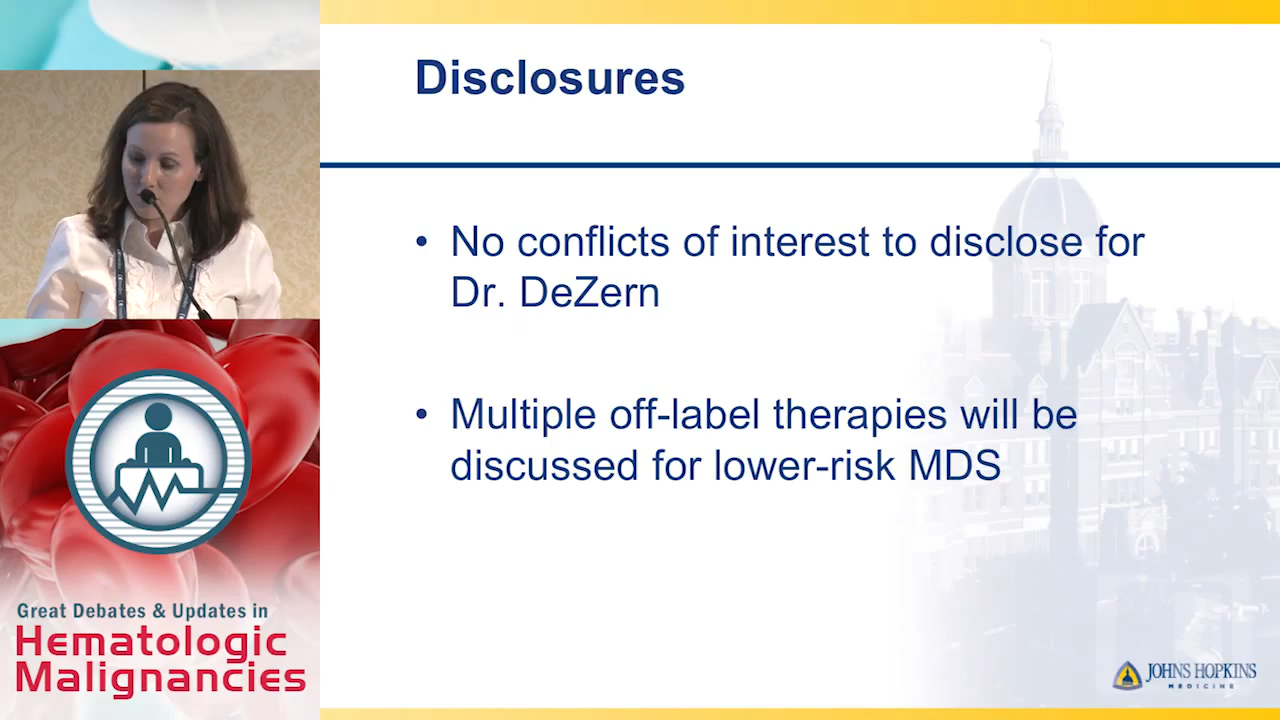 Disclosures
• No conflicts of interest to disclose for
Dr. DeZern
• Multiple off-label therapies will be
discussed for lower-risk MDS
Great Debates & Updates in
Hematologic
Malignancies
JOHNS HOPKINS
MEDICINE